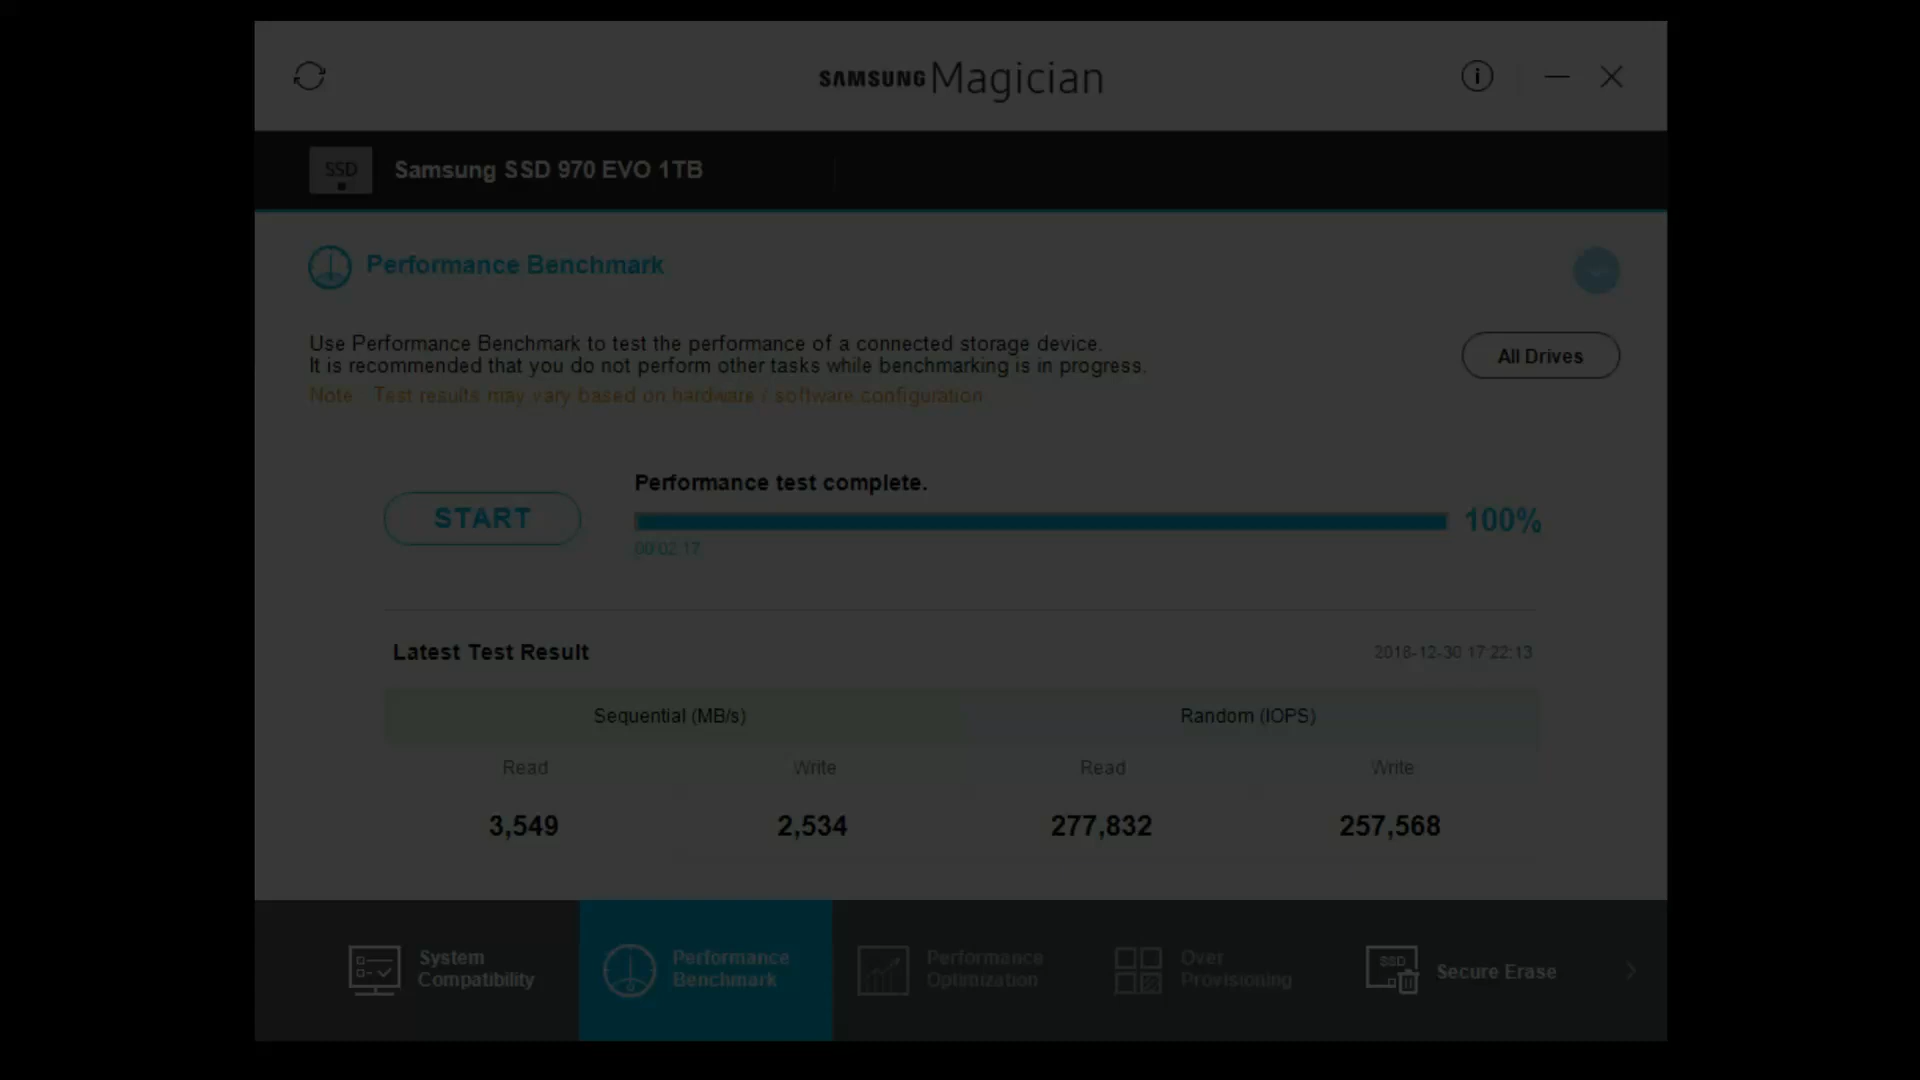 SAMSUNG Magician
SSD
Samsung SSD 970 EVO 1TB
Performance Benchmark
Use Performance Benchmark to test the performance of a connected storage device.
It is recommended that you do not perform other tasks while benchmarking is in progress.
All Drives
Note : Test results may vary based on hardware / software configuration.
Performance test complete.
START
100%
00:02:17
Latest Test Result
2018-12-30 17:22:13
Sequential (MB/s)
Random (IOPS)
Read
Write
Read
Write
3,549
2,534
277,832
257,568
System
Compatibility
Performance
Benchmark
Performance
Optimization
Over
Provisioning
SSD
Secure Erase